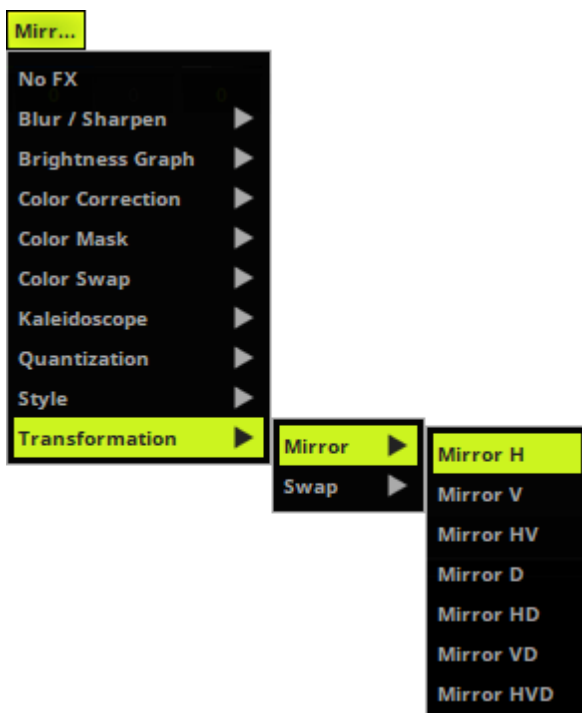 Mirr...
No FX
Blur / Sharpen
Brightness Graph
Color Correction
Color Mask
Color Swap
Kaleidoscope
Quantization
Style
Transformation
Mirror
Swap
Mirror H
Mirror V
Mirror HV
Mirror D
Mirror HD
Mirror VD
Mirror HVD